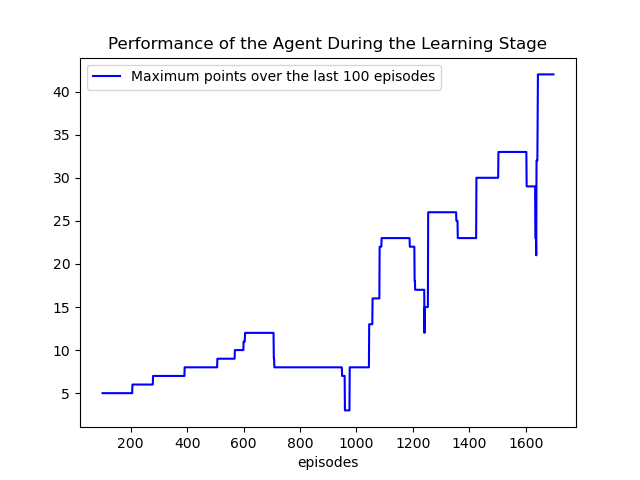 Performance of the Agent During the Learning Stage
Maximum points over the last 100 episodes
40
35
30
25
20
15
10
5
200 400 600 800 1000 1200 1400 1600
episodes